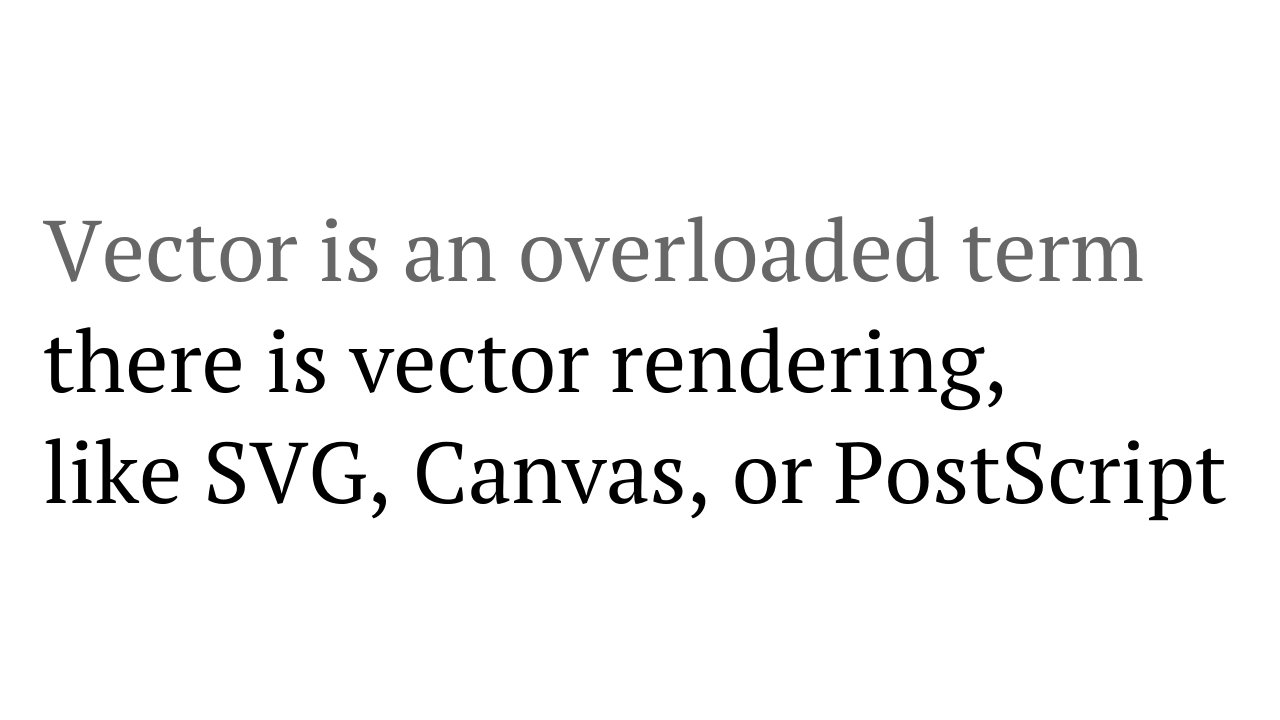 Vector is an overloaded term
there is vector rendering,
like SVG, Canvas, or PostScript